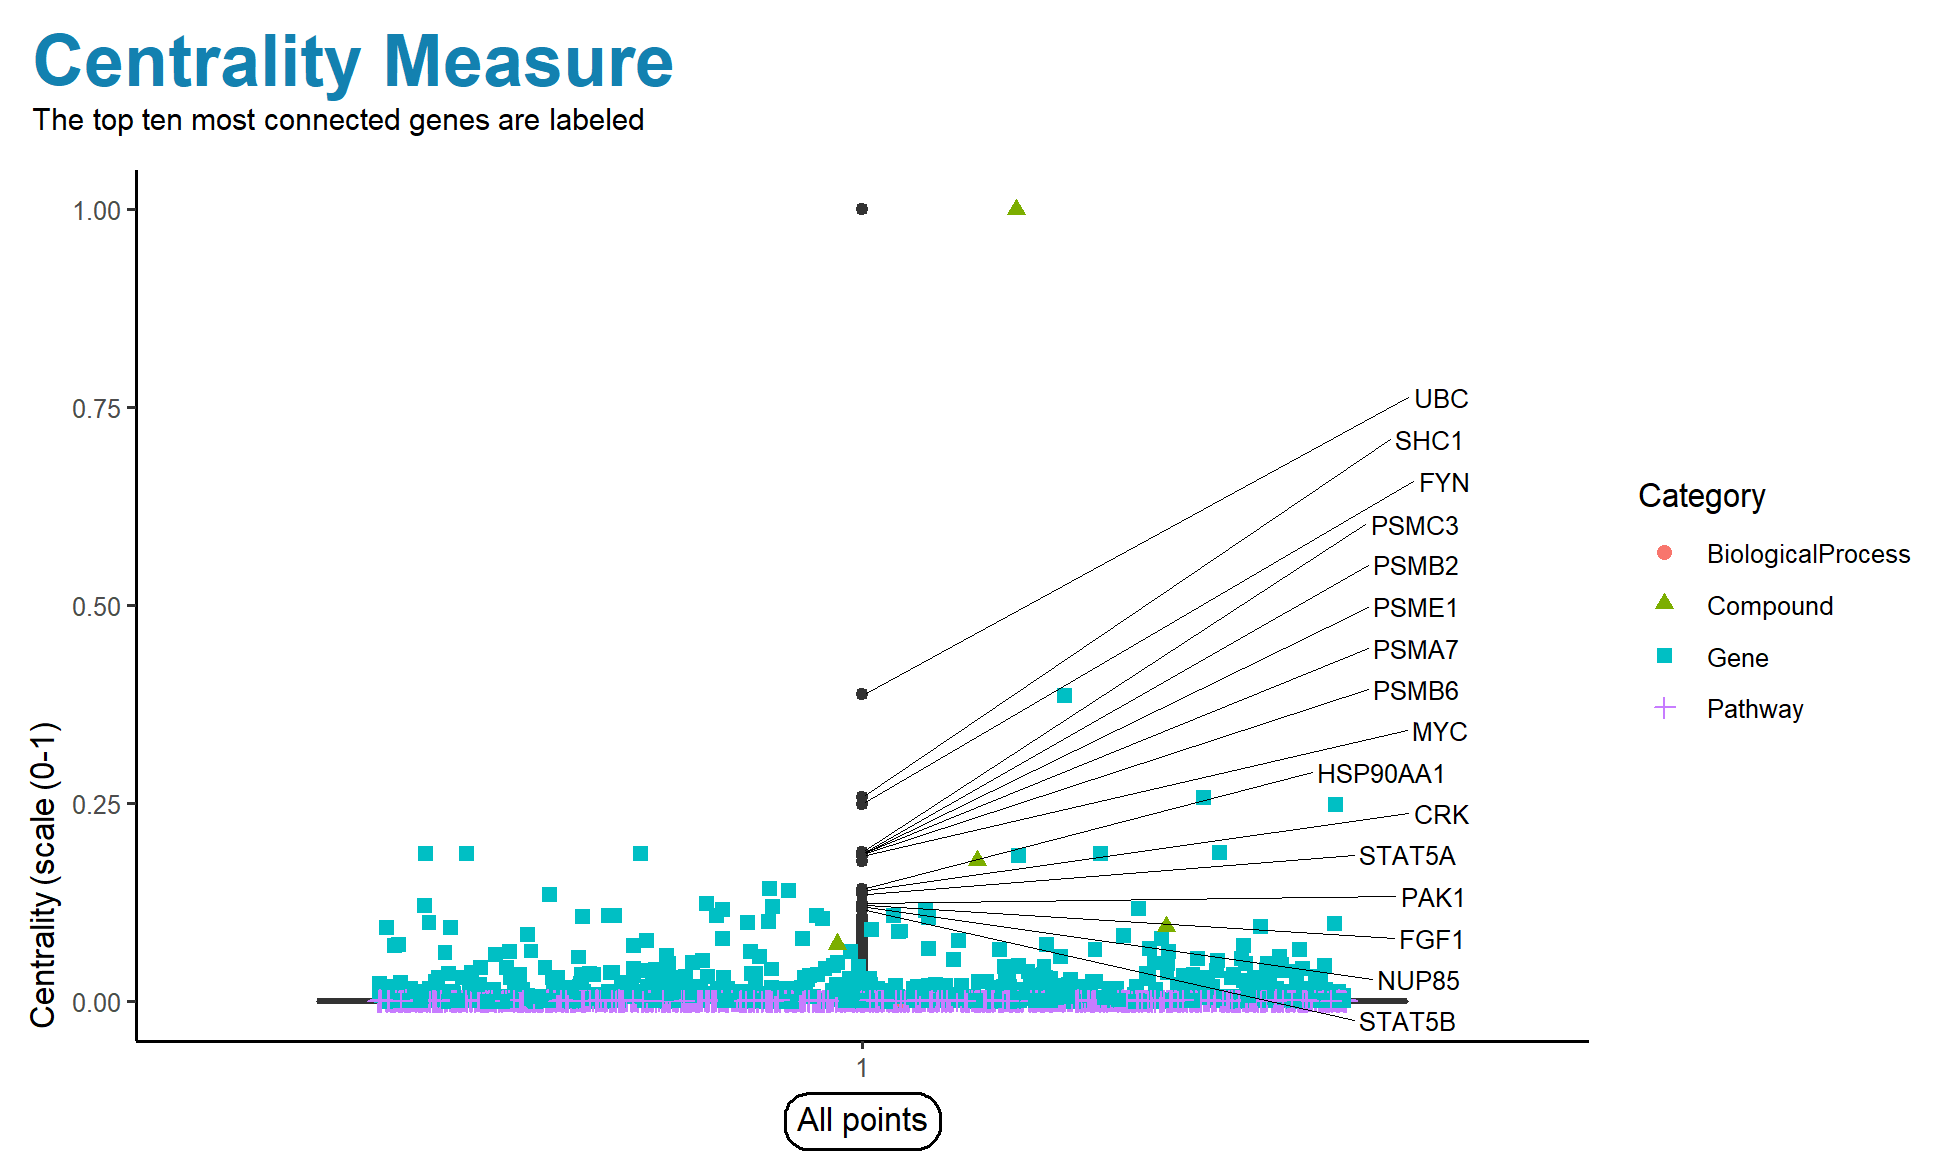 Centrality Measure
The top ten most connected genes are labeled
Centrality (scale (0-1)
1.00
0.75
0.50
0.25
0.00
UBC
SHC1
FYN
PSMC3
PSMB2
PSME1
PSMA7
PSMB6
MYC
HSP90AA1
CRK
STAT5A
PAK1
FGF1
NUP85
STAT5B
1
All points
Category
BiologicalProcess
Compound
Gene
Pathway